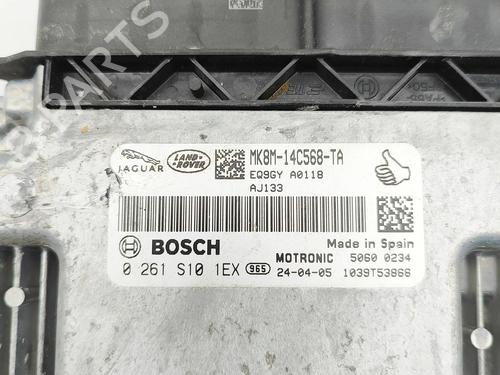 JAGUAR
LAND ROVER
MK8M-14C568-TA
EQ9GY A0118
AJ133
Made in Spain
BOSCH
MOTRONIC 5060 0234
0 261 S10 1EX 965 24-04-05 1039T53866
B-PARTS